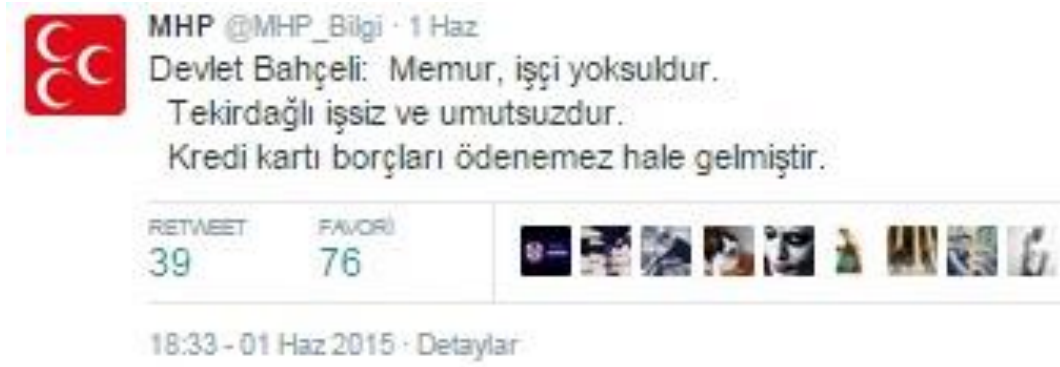 MHP @MHP_Bilgi · 1 Haz
Devlet Bahçeli: Memur, işçi yoksuldur.
Tekirdağlı işsiz ve umutsuzdur.
Kredi kartı borçları ödenemez hale gelmiştir.
RETWEET FAVORİ
39 76
18:33 - 01 Haz 2015 · Detaylar